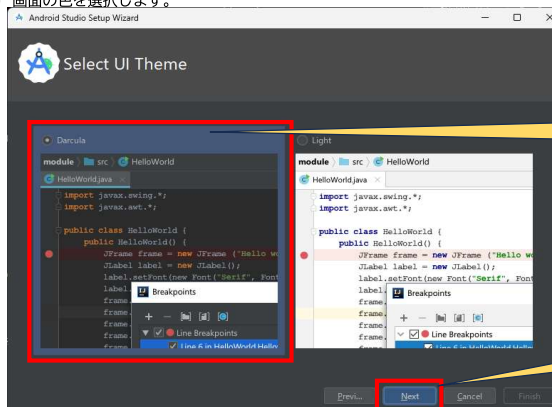 画面の色を選択します。
Android Studio Setup Wizard
Select UI Theme
Darcula
module 〉 src 〉 HelloWorld
HelloWorld.java ×
import javax.swing.*;
import java.awt.*;
public class HelloWorld {
public HelloWorld() {
JFrame frame = new JFrame ("Hello wo
JLabel label = new JLabel();
label.setFont(new Font("Serif", Font
label.
frame.
frame.
frame.
frame.
frame.
Breakpoints
Line Breakpoints
Line 6 in HelloWorld.Hello
Light
module 〉 src 〉 HelloWorld
HelloWorld.java ×
import javax.swing.*;
import java.awt.*;
public class HelloWorld {
public HelloWorld() {
JFrame frame = new JFrame ("Hello wo
JLabel label = new JLabel();
label.setFont(new Font("Serif", Font
label.
frame.
frame.
frame.
frame.
frame.
Breakpoints
Line Breakpoints
Line 6 in HelloWorld.Hello
Previ... Next Cancel Finish